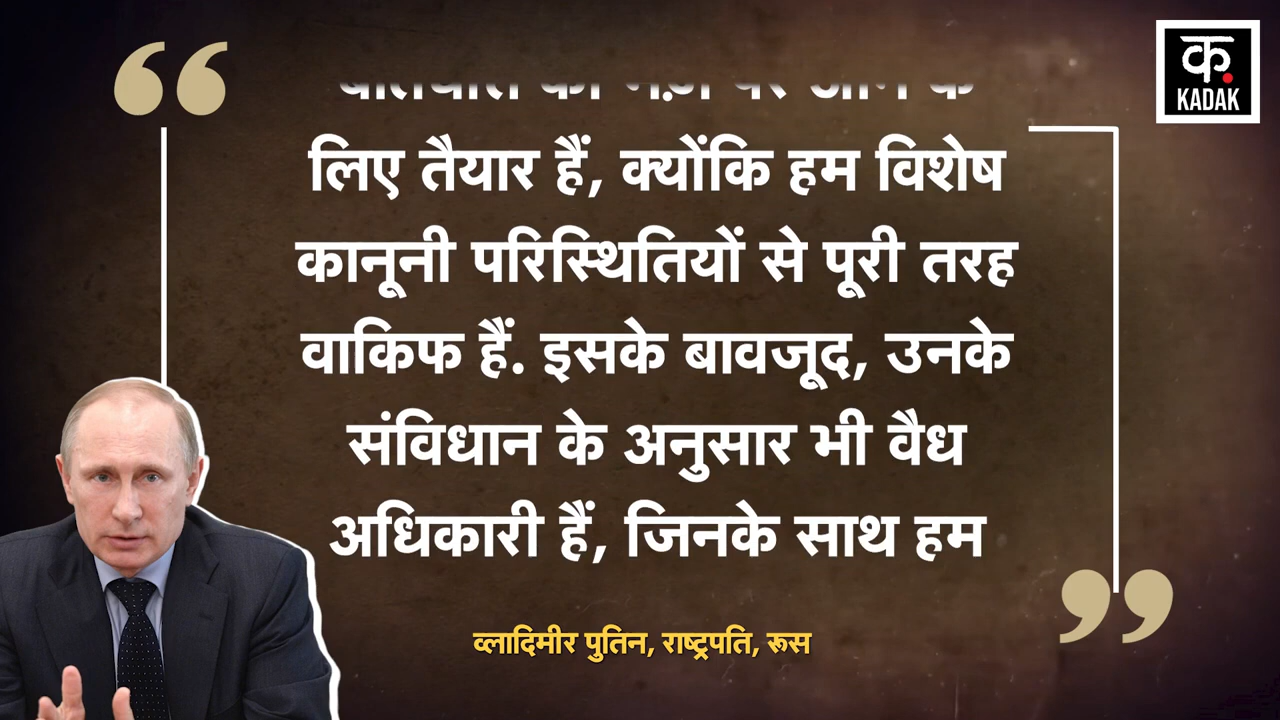 क
KADAK
लिए तैयार हैं, क्योंकि हम विशेष
कानूनी परिस्थितियों से पूरी तरह
वाकिफ हैं. इसके बावजूद, उनके
संविधान के अनुसार भी वैध
अधिकारी हैं, जिनके साथ हम
व्लादिमीर पुतिन, राष्ट्रपति, रूस